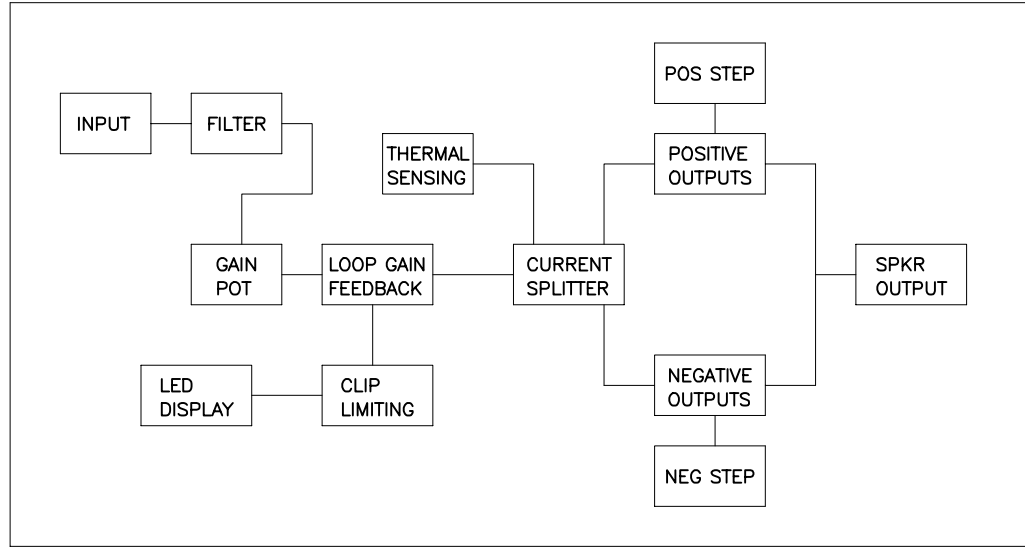 POS STEP
INPUT
FILTER
THERMAL
SENSING
POSITIVE
OUTPUTS
GAIN
POT
LOOP GAIN
FEEDBACK
CURRENT
SPLITTER
SPKR
OUTPUT
LED
DISPLAY
CLIP
LIMITING
NEGATIVE
OUTPUTS
NEG STEP